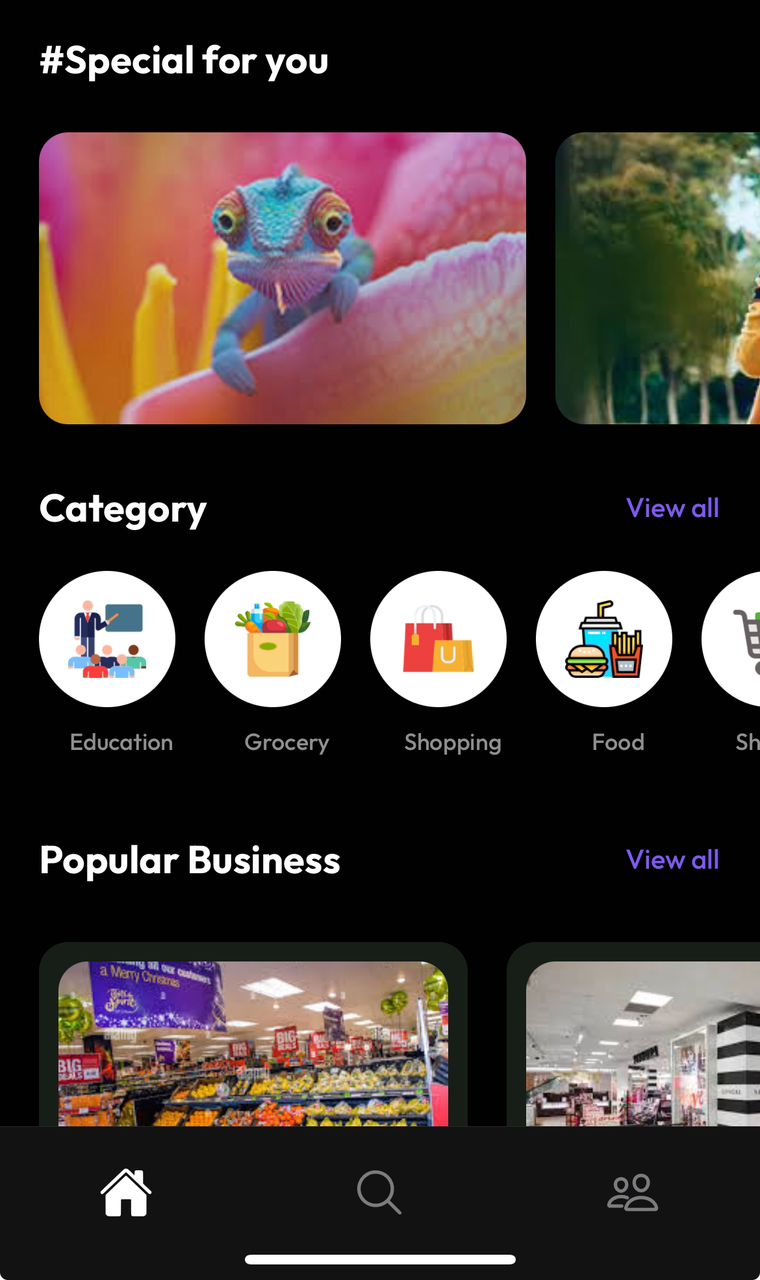 #Special for you
Category
View all
Education
Grocery
Shopping
Food
Sh
Popular Business
View all
a Merry Christmas
BIG
DEALS
BIG